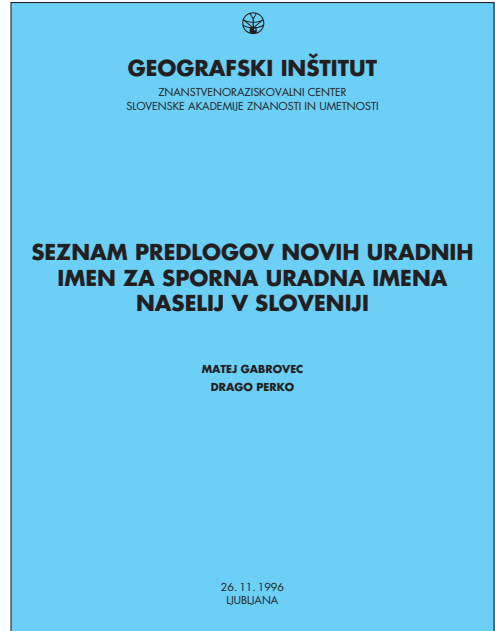 GEOGRAFSKI INŠTITUT
ZNANSTVENORAZISKOVALNI CENTER
SLOVENSKE AKADEMIJE ZNANOSTI IN UMETNOSTI
SEZNAM PREDLOGOV NOVIH URADNIH
IMEN ZA SPORNA URADNA IMENA
NASELIJ V SLOVENIJI
MATEJ GABROVEC
DRAGO PERKO
26. 11. 1996
LJUBLJANA